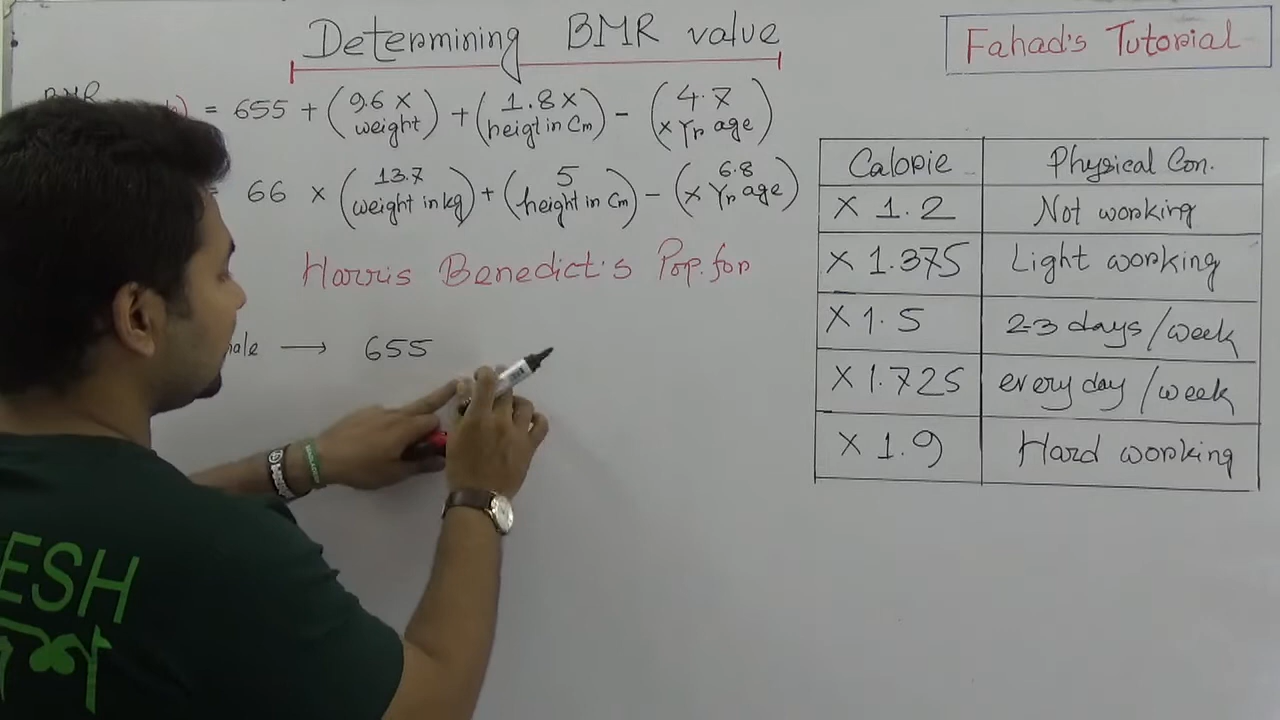 Determining BMR value
Fahad's Tutorial
BMR
= 655 + (9.6 x weight) + (1.8 x heigt in Cm) - (4.7 x Yr age)
66 x (13.7 weight in kg) + (5 height in Cm) - (6.8 x Yr age)
Harris Benedict's Pop. for
male → 655
Calorie Physical Con.
x 1.2 Not working
x 1.375 Light working
x 1.5 2-3 days/week
x 1.725 every day/week
x 1.9 Hard working
ESH